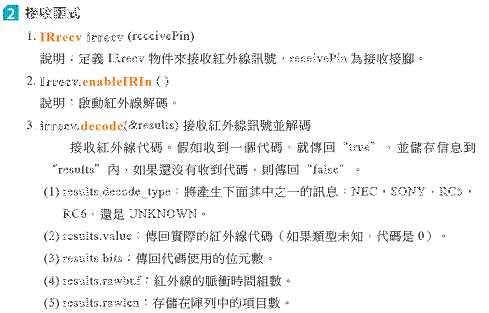 2 接收程式
1. IRrecv irrecv (receivePin)
說明：定義 IRrecv 物件來接收紅外線訊號，receivePin 為接收接腳。
2. irrecv.enableIRIn ( )
說明：啟動紅外線解碼。
3. irrecv.decode(&results) 接收紅外線訊號並解碼
接收紅外線代碼。假如收到一個代碼，就傳回 “true”，並儲存信息到
“results”內，如果還沒有收到代碼，則傳回 “false”。
(1) results.decode_type：將產生下面其中之一的訊息：NEC，SONY，RC5，
RC6，還是 UNKNOWN。
(2) results.value：傳回實際的紅外線代碼（如果類型未知，代碼是 0）。
(3) results.bits：傳回代碼使用的位元數。
(4) results.rawbuf：紅外線的脈衝時間組數。
(5) results.rawlen：存儲在陣列中的項目數。